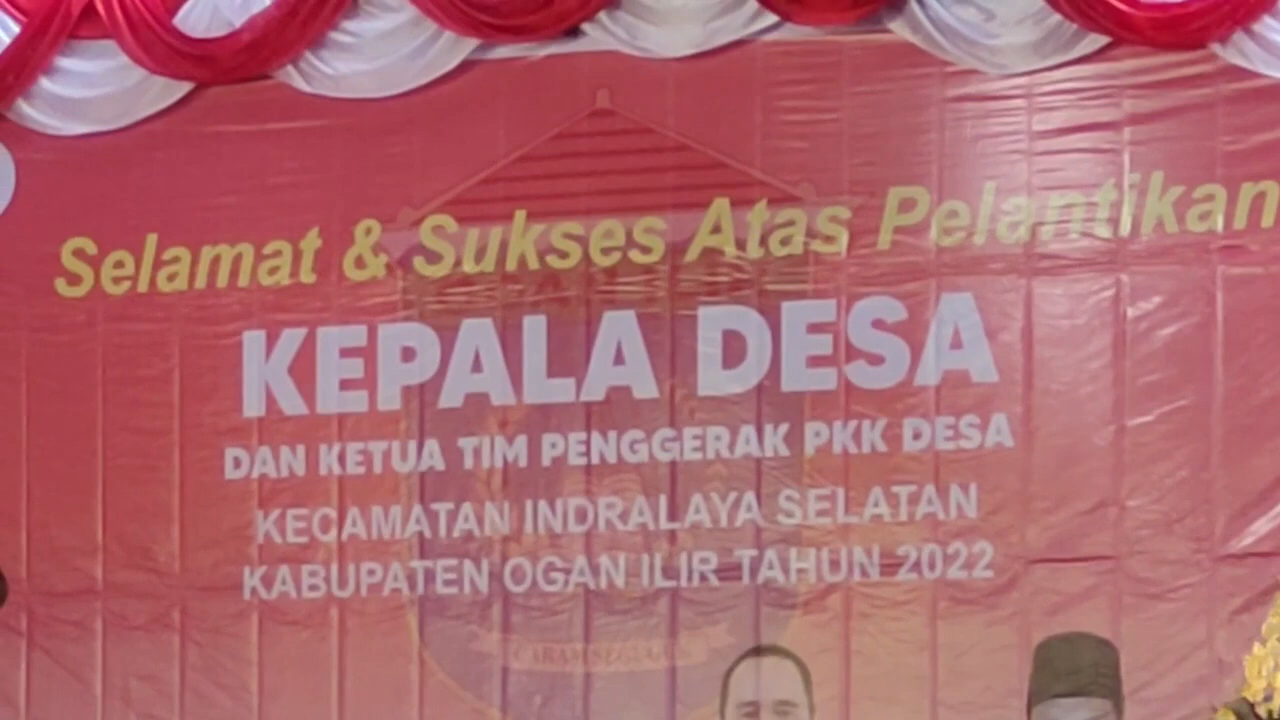 Selamat & Sukses Atas Pelantikan
KEPALA DESA
DAN KETUA TIM PENGGERAK PKK DESA
KECAMATAN INDRALAYA SELATAN
KABUPATEN OGAN ILIR TAHUN 2022